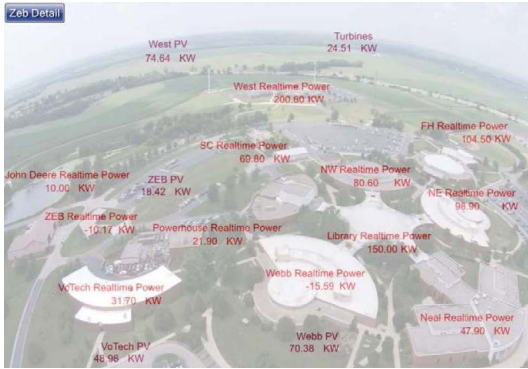 Zeb Detail
West PV
74.64 KW
Turbines
24.51 KW
West Realtime Power
200.60 KW
FH Realtime Power
104.50 KW
SC Realtime Power
69.80 KW
John Deere Realtime Power
10.00 KW
ZEB PV
18.42 KW
NW Realtime Power
80.60 KW
NE Realtime Power
98.90 KW
ZEB Realtime Power
-10.17 KW
Powerhouse Realtime Power
21.90 KW
Library Realtime Power
150.00 KW
Webb Realtime Power
-15.59 KW
VoTech Realtime Power
31.70 KW
Neal Realtime Power
47.90 KW
VoTech PV
48.98 KW
Webb PV
70.38 KW